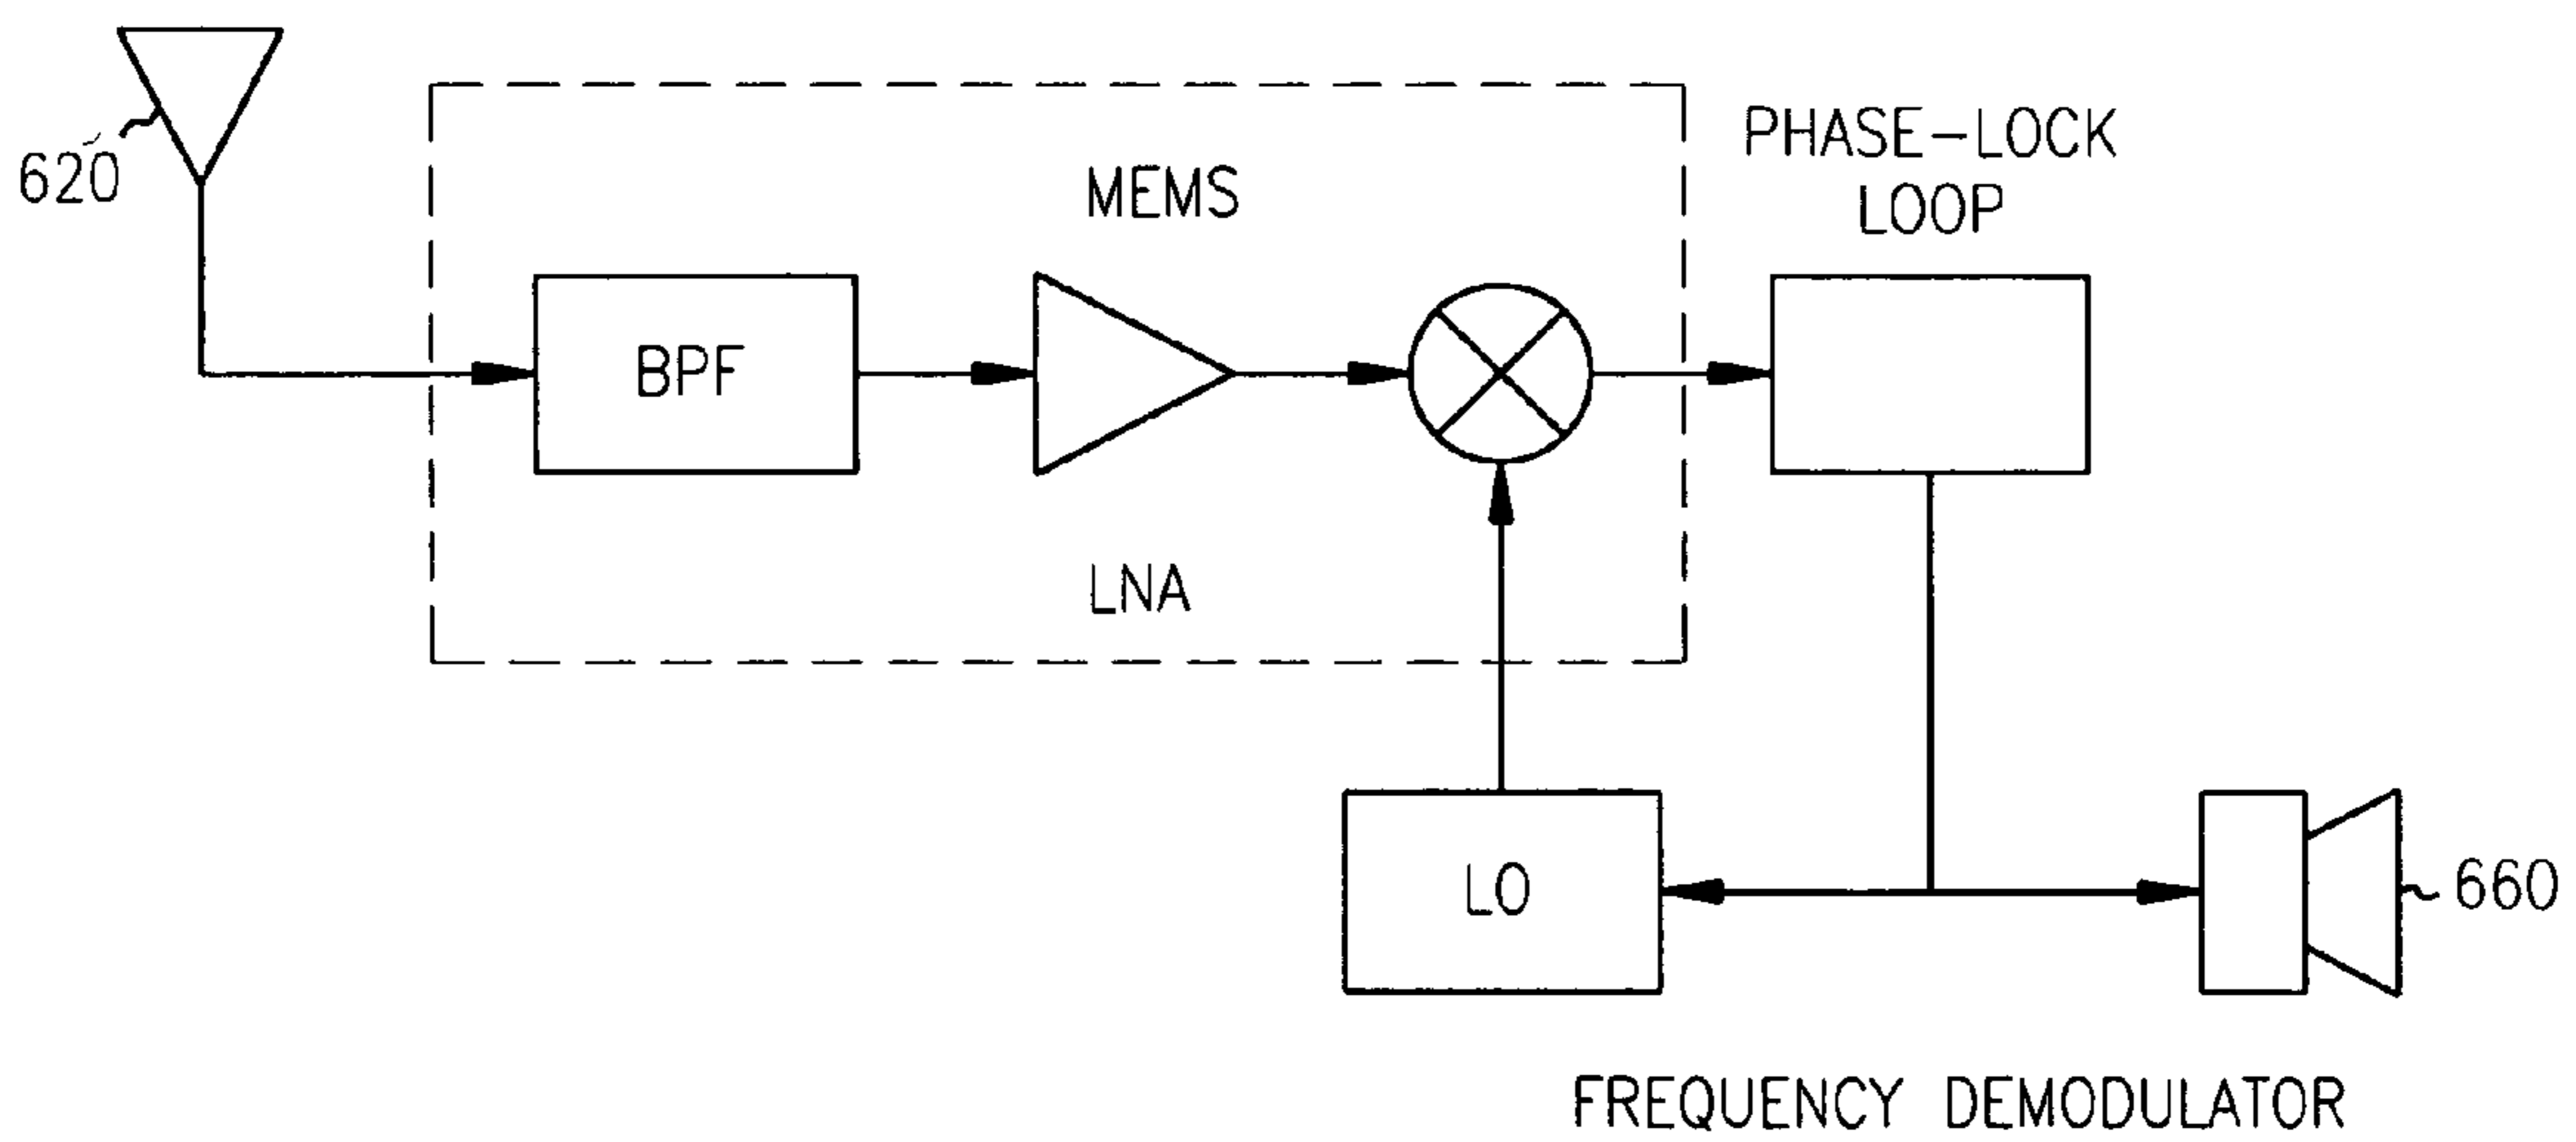 620
MEMS
PHASE-LOCK
LOOP
BPF
LNA
LO
660
FREQUENCY DEMODULATOR